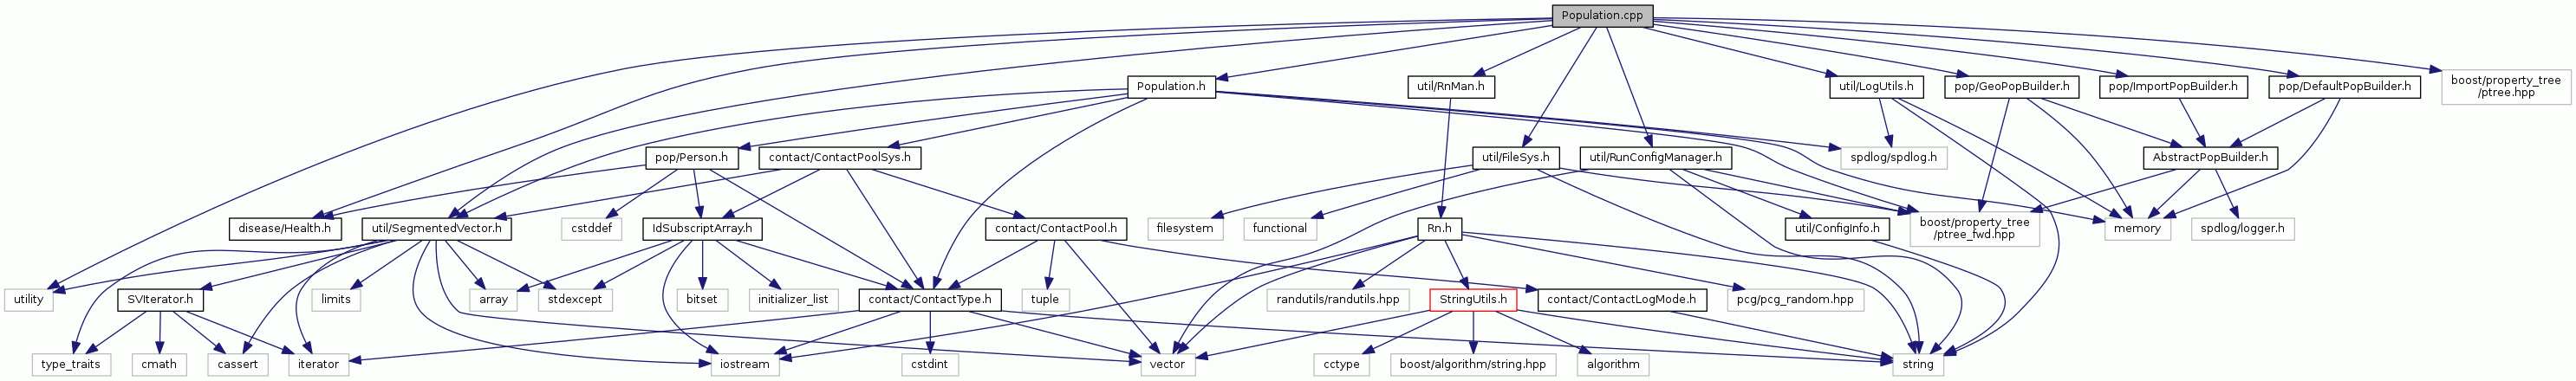 Population.cpp
Population.h
util/RnMan.h
util/LogUtils.h
pop/GeoPopBuilder.h
pop/ImportPopBuilder.h
pop/DefaultPopBuilder.h
boost/property_tree
/ptree.hpp
pop/Person.h
contact/ContactPoolSys.h
util/FileSys.h
util/RunConfigManager.h
spdlog/spdlog.h
AbstractPopBuilder.h
disease/Health.h
util/SegmentedVector.h
cstddef
IdSubscriptArray.h
contact/ContactPool.h
filesystem
functional
Rn.h
util/ConfigInfo.h
boost/property_tree
/ptree_fwd.hpp
memory
spdlog/logger.h
utility
SVIterator.h
limits
array
stdexcept
bitset
initializer_list
contact/ContactType.h
tuple
randutils/randutils.hpp
StringUtils.h
contact/ContactLogMode.h
pcg/pcg_random.hpp
type_traits
cmath
cassert
iterator
iostream
cstdint
vector
cctype
boost/algorithm/string.hpp
algorithm
string